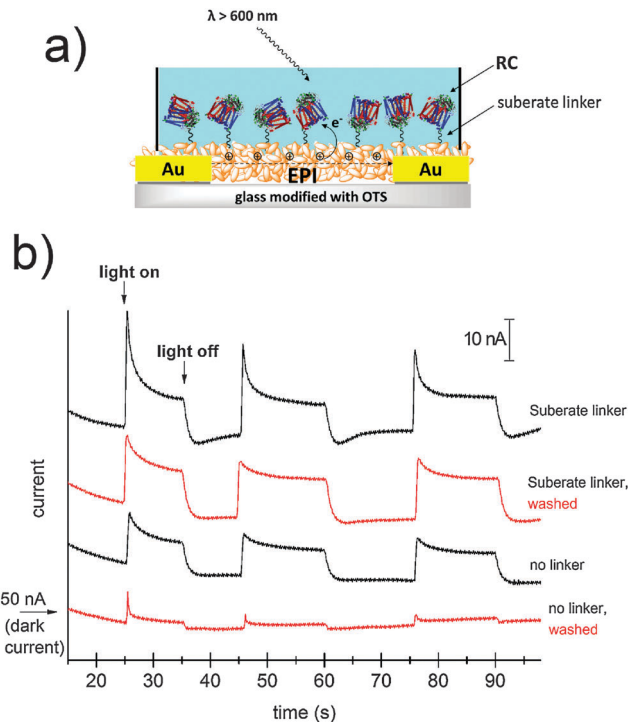 a)
λ > 600 nm
RC
suberate linker
e-
Au
EPI
Au
glass modified with OTS
b)
light on
light off
10 nA
Suberate linker
Suberate linker,
washed
no linker
no linker,
washed
current
50 nA
(dark
current)
20 30 40 50 60 70 80 90
time (s)